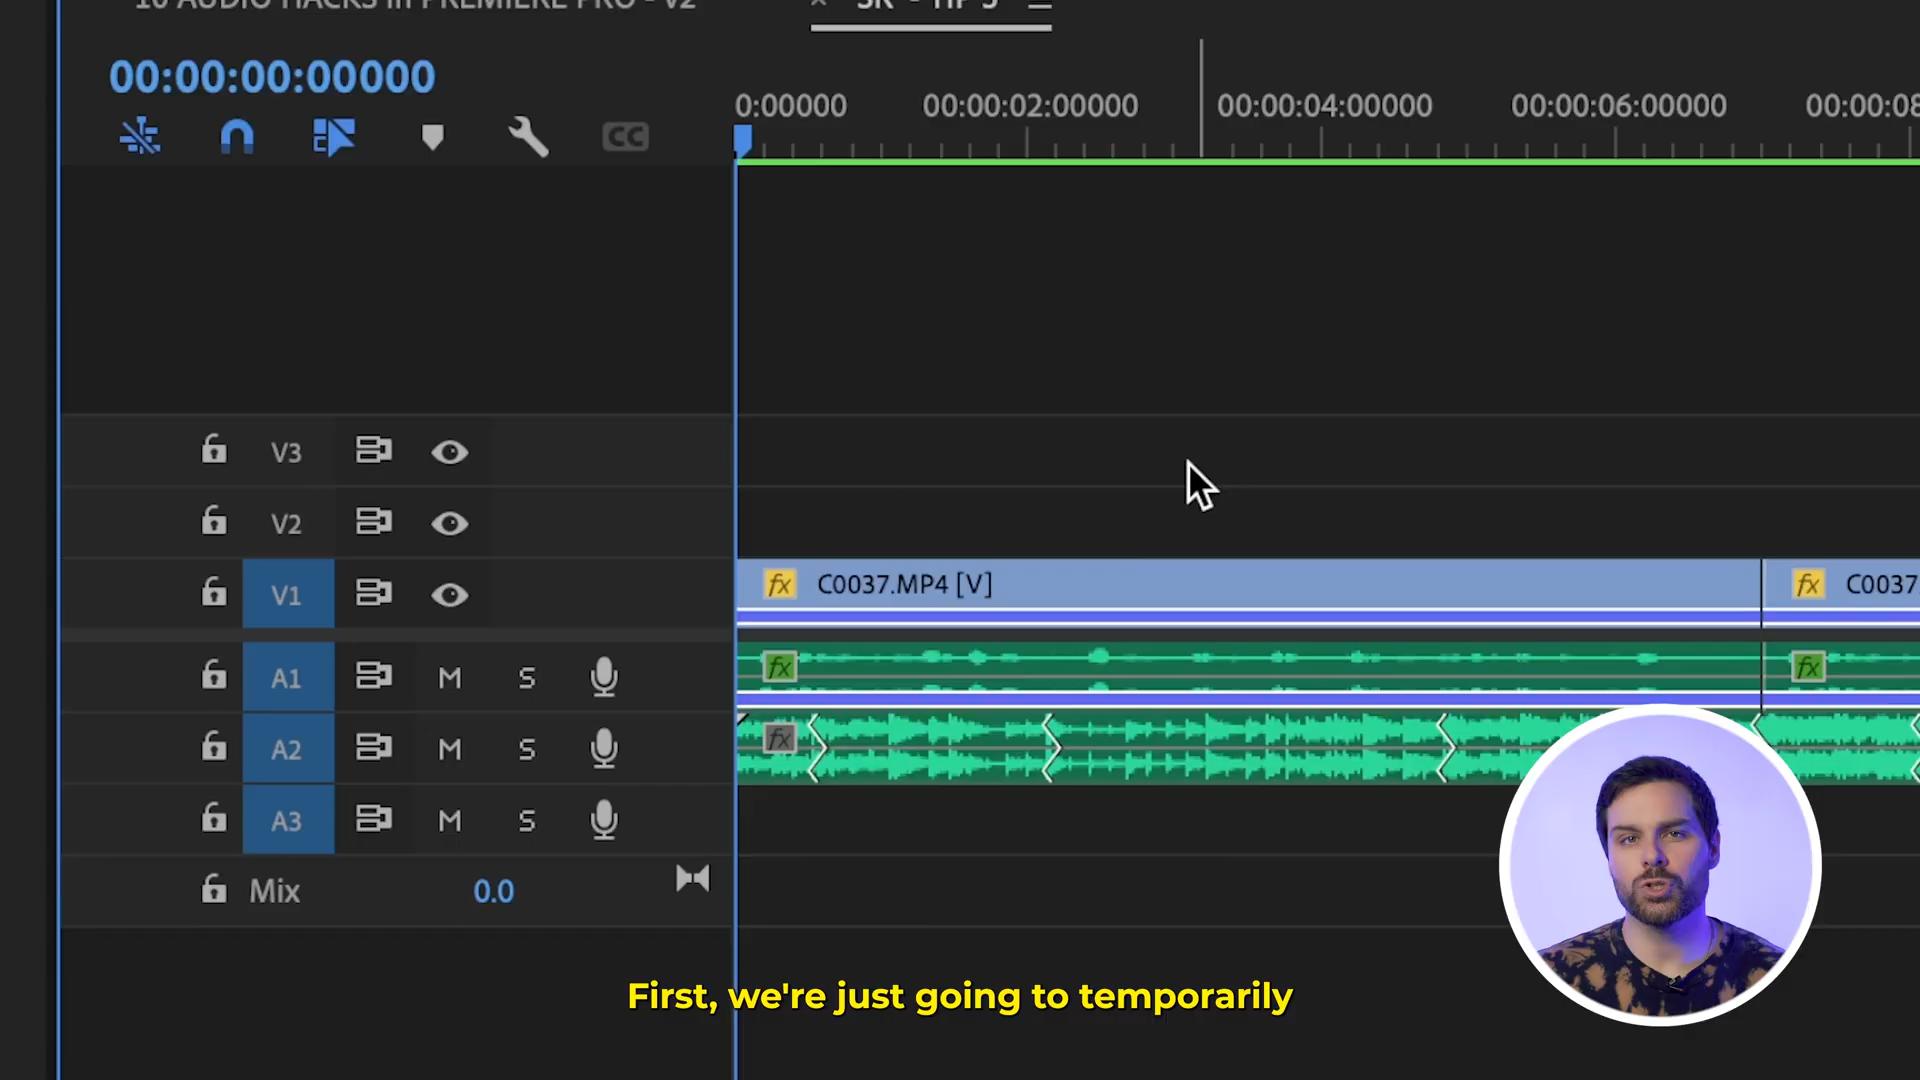 10 AUDIO HACKS in PREMIERE PRO - V2
00:00:00:00000
CC
0:00000
00:00:02:00000
00:00:04:00000
00:00:06:00000
00:00:08
V3
V2
V1
fx C0037.MP4 [V]
fx C0037.
A1 M S
fx
fx
A2 M S
fx
A3 M S
Mix 0.0
First, we're just going to temporarily